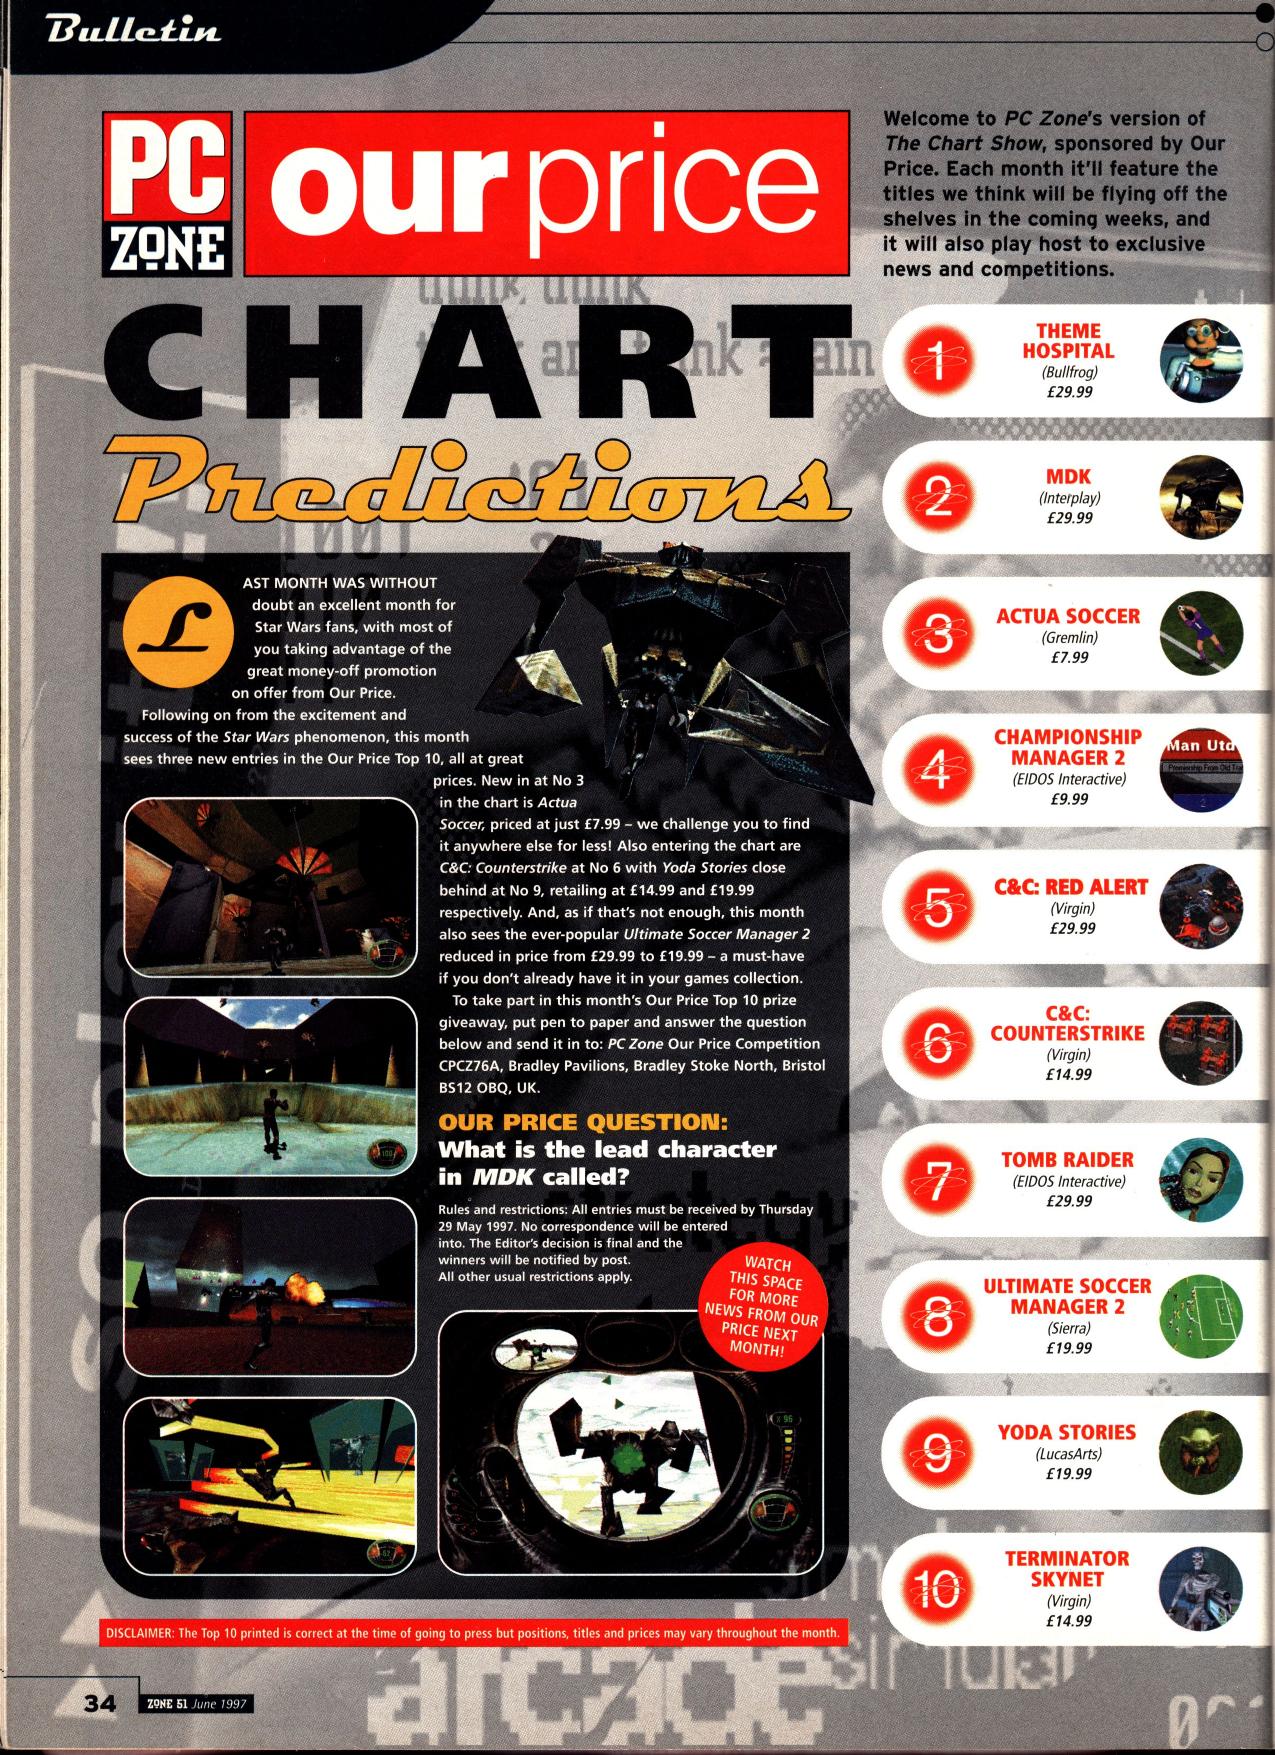 Bulletin
PC
ZONE
ourprice
CHART
Predictions
Welcome to PC Zone's version of
The Chart Show, sponsored by Our
Price. Each month it'll feature the
titles we think will be flying off the
shelves in the coming weeks, and
it will also play host to exclusive
news and competitions.
LAST MONTH WAS WITHOUT
doubt an excellent month for
Star Wars fans, with most of
you taking advantage of the
great money-off promotion
on offer from Our Price.
Following on from the excitement and
success of the Star Wars phenomenon, this month
sees three new entries in the Our Price Top 10, all at great
prices. New in at No 3
in the chart is Actua
Soccer, priced at just £7.99 – we challenge you to find
it anywhere else for less! Also entering the chart are
C&C: Counterstrike at No 6 with Yoda Stories close
behind at No 9, retailing at £14.99 and £19.99
respectively. And, as if that's not enough, this month
also sees the ever-popular Ultimate Soccer Manager 2
reduced in price from £29.99 to £19.99 – a must-have
if you don't already have it in your games collection.
To take part in this month's Our Price Top 10 prize
giveaway, put pen to paper and answer the question
below and send it in to: PC Zone Our Price Competition
CPCZ76A, Bradley Pavilions, Bradley Stoke North, Bristol
BS12 OBQ, UK.
OUR PRICE QUESTION:
What is the lead character
in MDK called?
Rules and restrictions: All entries must be received by Thursday
29 May 1997. No correspondence will be entered
into. The Editor's decision is final and the
winners will be notified by post.
All other usual restrictions apply.
WATCH
THIS SPACE
FOR MORE
NEWS FROM OUR
PRICE NEXT
MONTH!
1
THEME
HOSPITAL
(Bullfrog)
£29.99
2
MDK
(Interplay)
£29.99
3
ACTUA SOCCER
(Gremlin)
£7.99
4
CHAMPIONSHIP
MANAGER 2
(EIDOS Interactive)
£9.99
Man Utd
5
C&C: RED ALERT
(Virgin)
£29.99
6
C&C:
COUNTERSTRIKE
(Virgin)
£14.99
7
TOMB RAIDER
(EIDOS Interactive)
£29.99
8
ULTIMATE SOCCER
MANAGER 2
(Sierra)
£19.99
9
YODA STORIES
(LucasArts)
£19.99
10
TERMINATOR
SKYNET
(Virgin)
£14.99
DISCLAIMER: The Top 10 printed is correct at the time of going to press but positions, titles and prices may vary throughout the month.
arcade
34
ZONE 51 June 1997